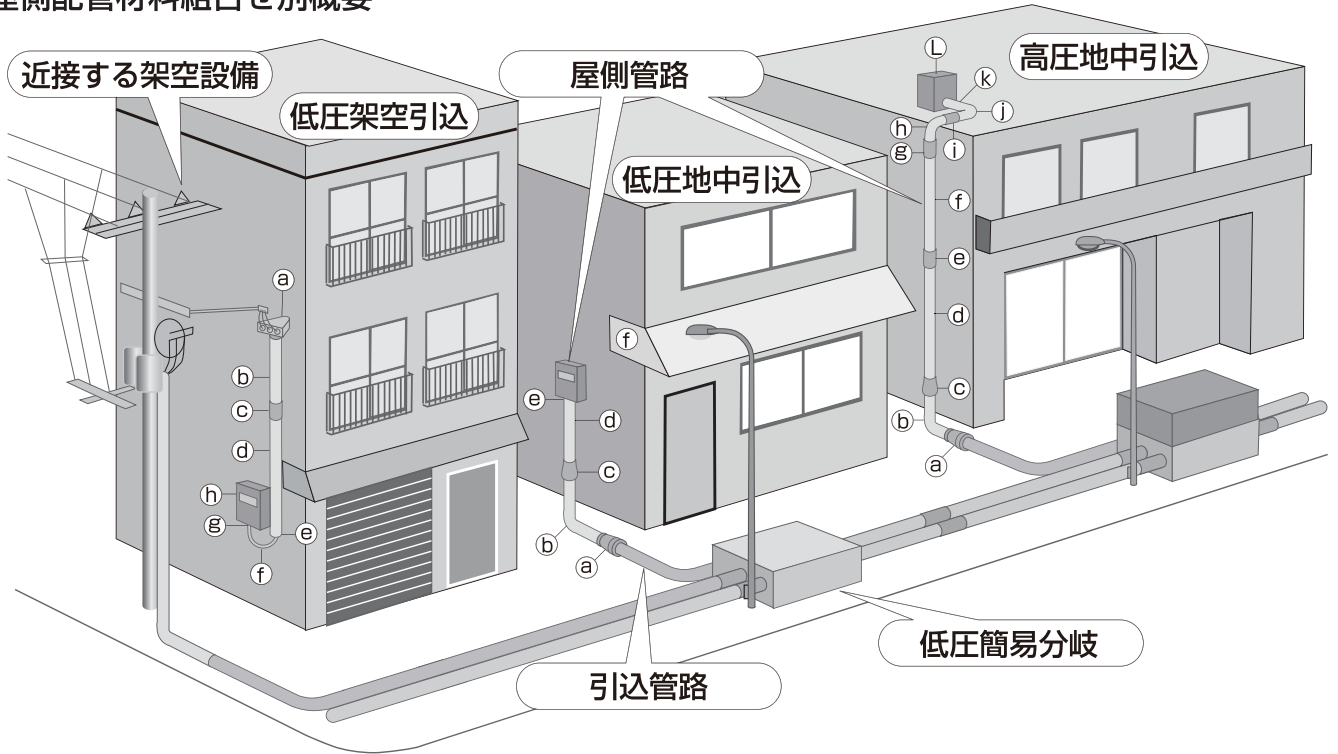 屋側配管材料組合せ別概要
近接する架空設備
低圧架空引込
屋側管路
低圧地中引込
高圧地中引込
a
b
c
d
e
f
g
h
a
b
c
d
e
f
a
b
c
d
e
f
g
h
i
j
k
L
引込管路
低圧簡易分岐